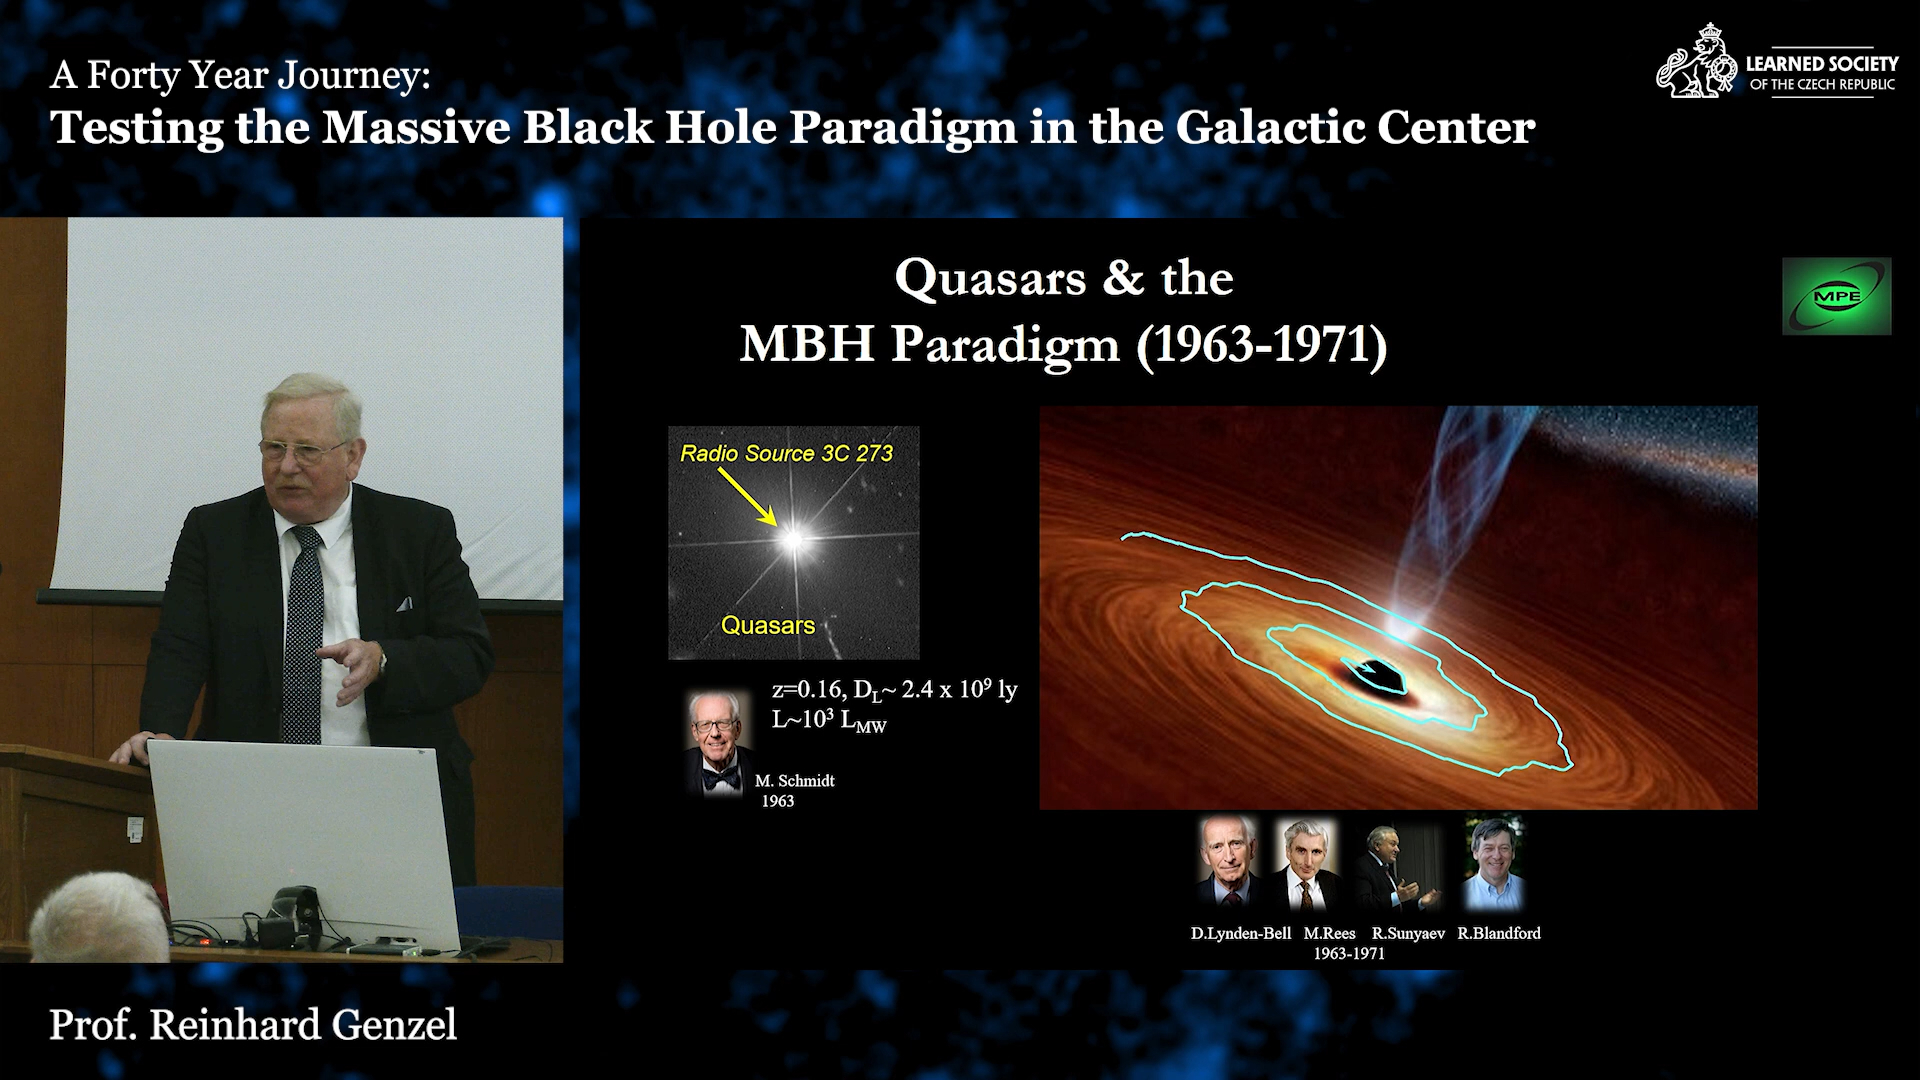 A Forty Year Journey:
Testing the Massive Black Hole Paradigm in the Galactic Center
LEARNED SOCIETY
OF THE CZECH REPUBLIC
Quasars & the
MBH Paradigm (1963-1971)
MPE
Radio Source 3C 273
Quasars
z=0.16, D_L~ 2.4 x 10⁹ ly
L~10³ L_MW
M. Schmidt
1963
D.Lynden-Bell M.Rees R.Sunyaev R.Blandford
1963-1971
Prof. Reinhard Genzel